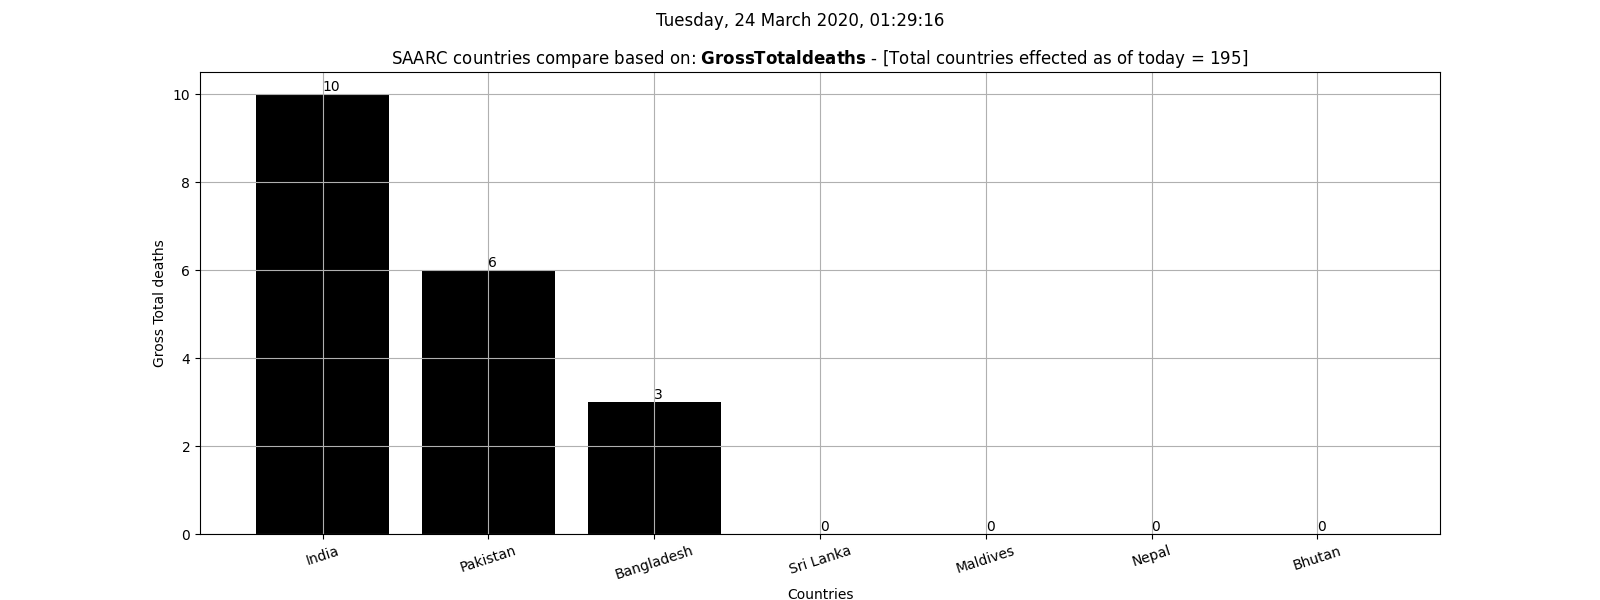 Tuesday, 24 March 2020, 01:29:16
SAARC countries compare based on: GrossTotaldeaths - [Total countries effected as of today = 195]
Gross Total deaths
10
8
6
4
2
0
10
6
3
0
0
0
0
India
Pakistan
Bangladesh
Sri Lanka
Maldives
Nepal
Bhutan
Countries